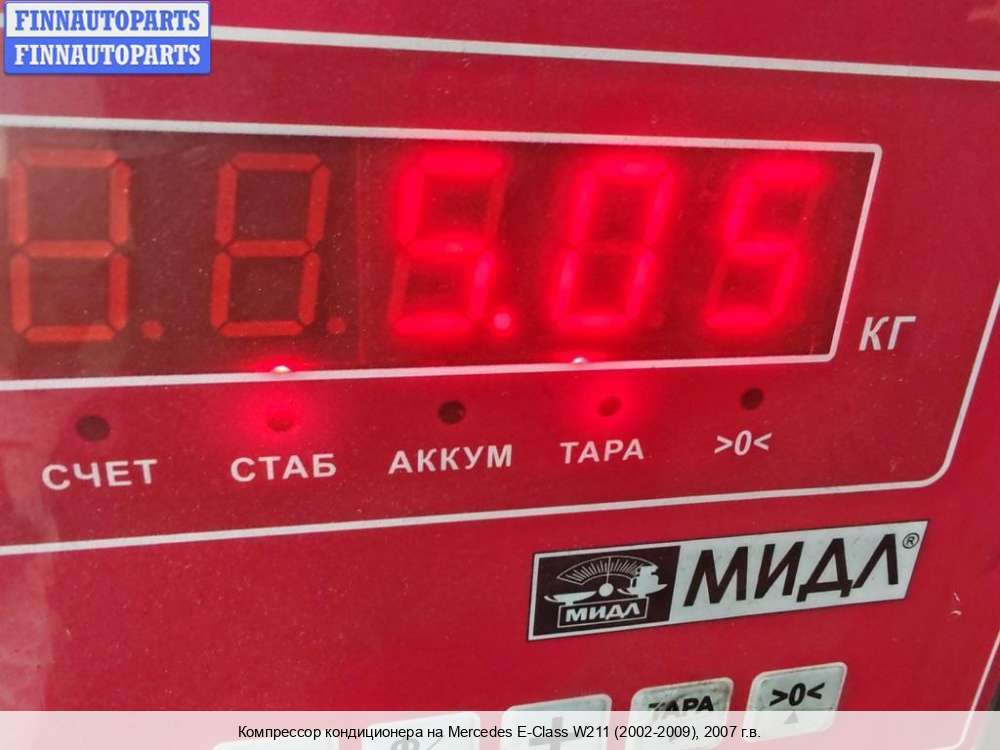 FINNAUTOPARTS
FINNAUTOPARTS
5.05
КГ
СЧЕТ СТАБ АККУМ ТАРА >0<
МИДЛ МИДЛ®
+ ТАРА >0<
Компрессор кондиционера на Mercedes E-Class W211 (2002-2009), 2007 г.в.